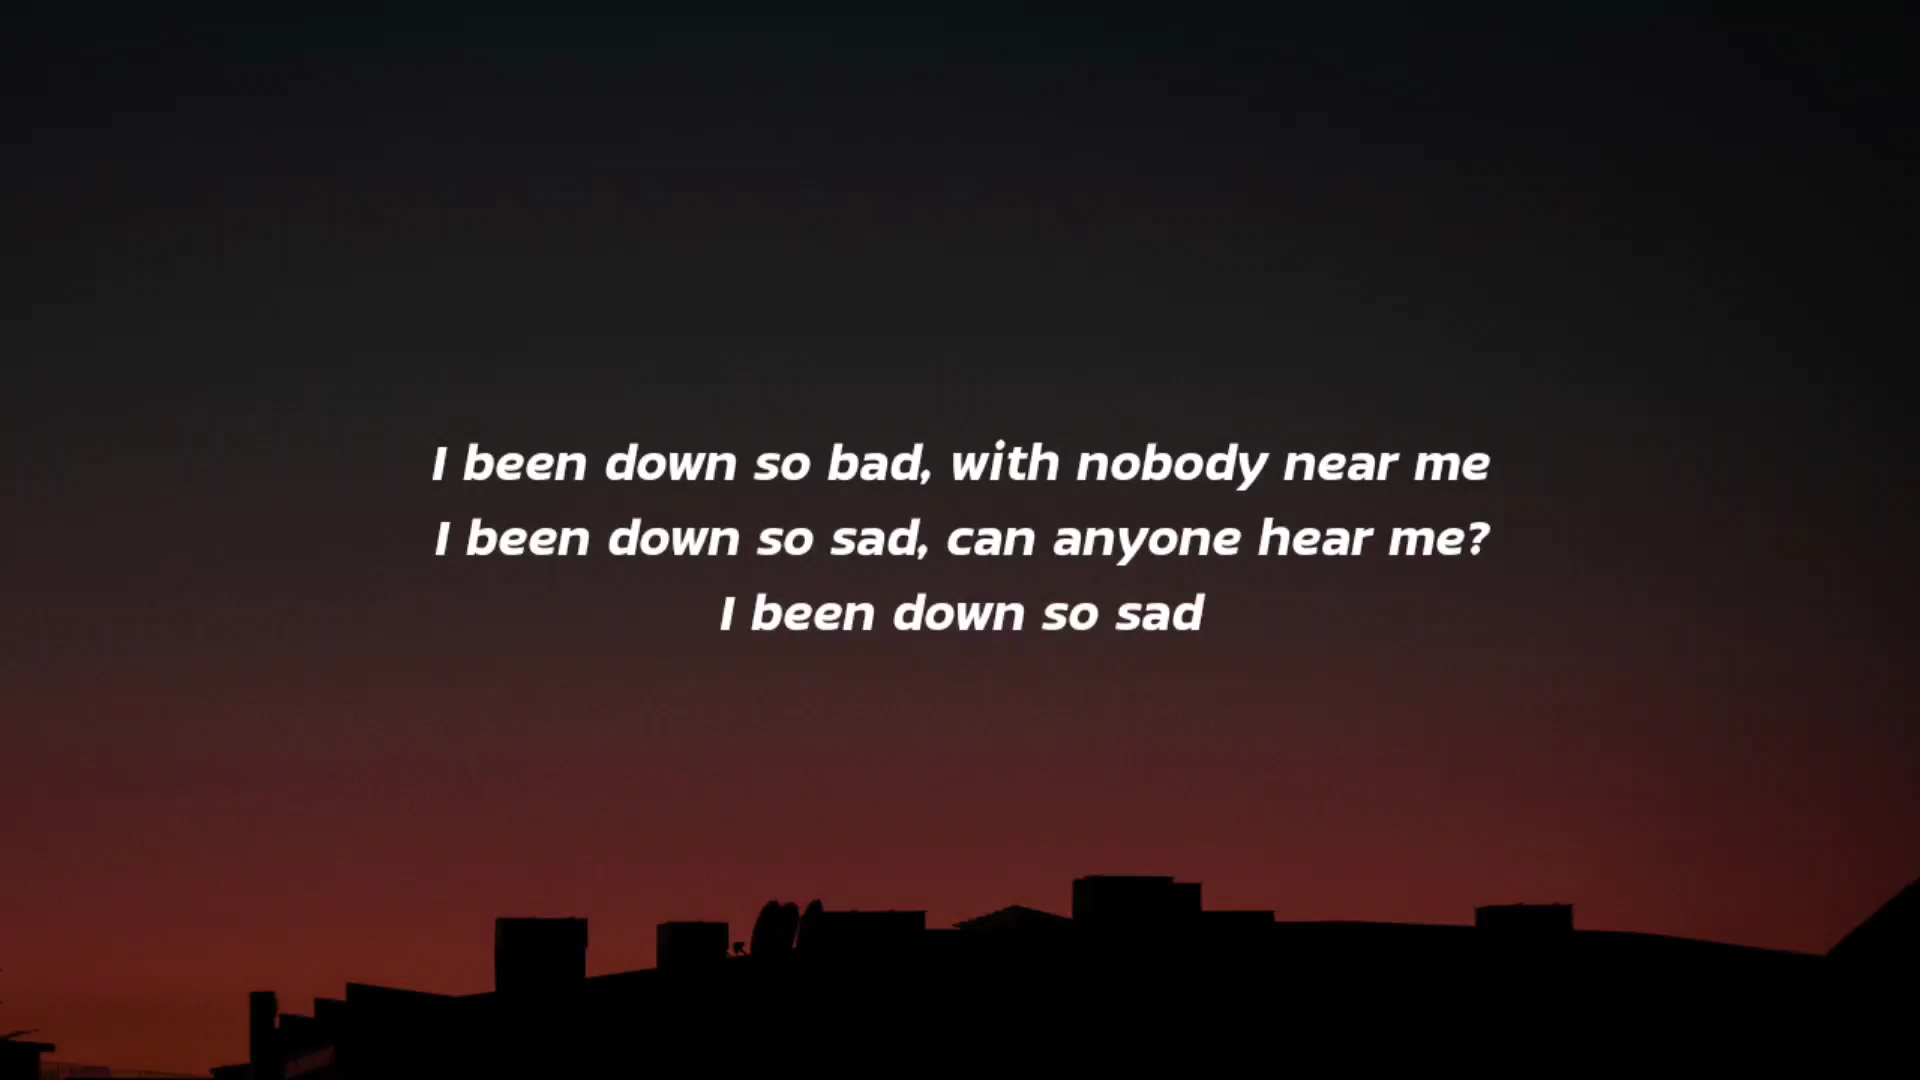 I been down so bad, with nobody near me
I been down so sad, can anyone hear me?
I been down so sad